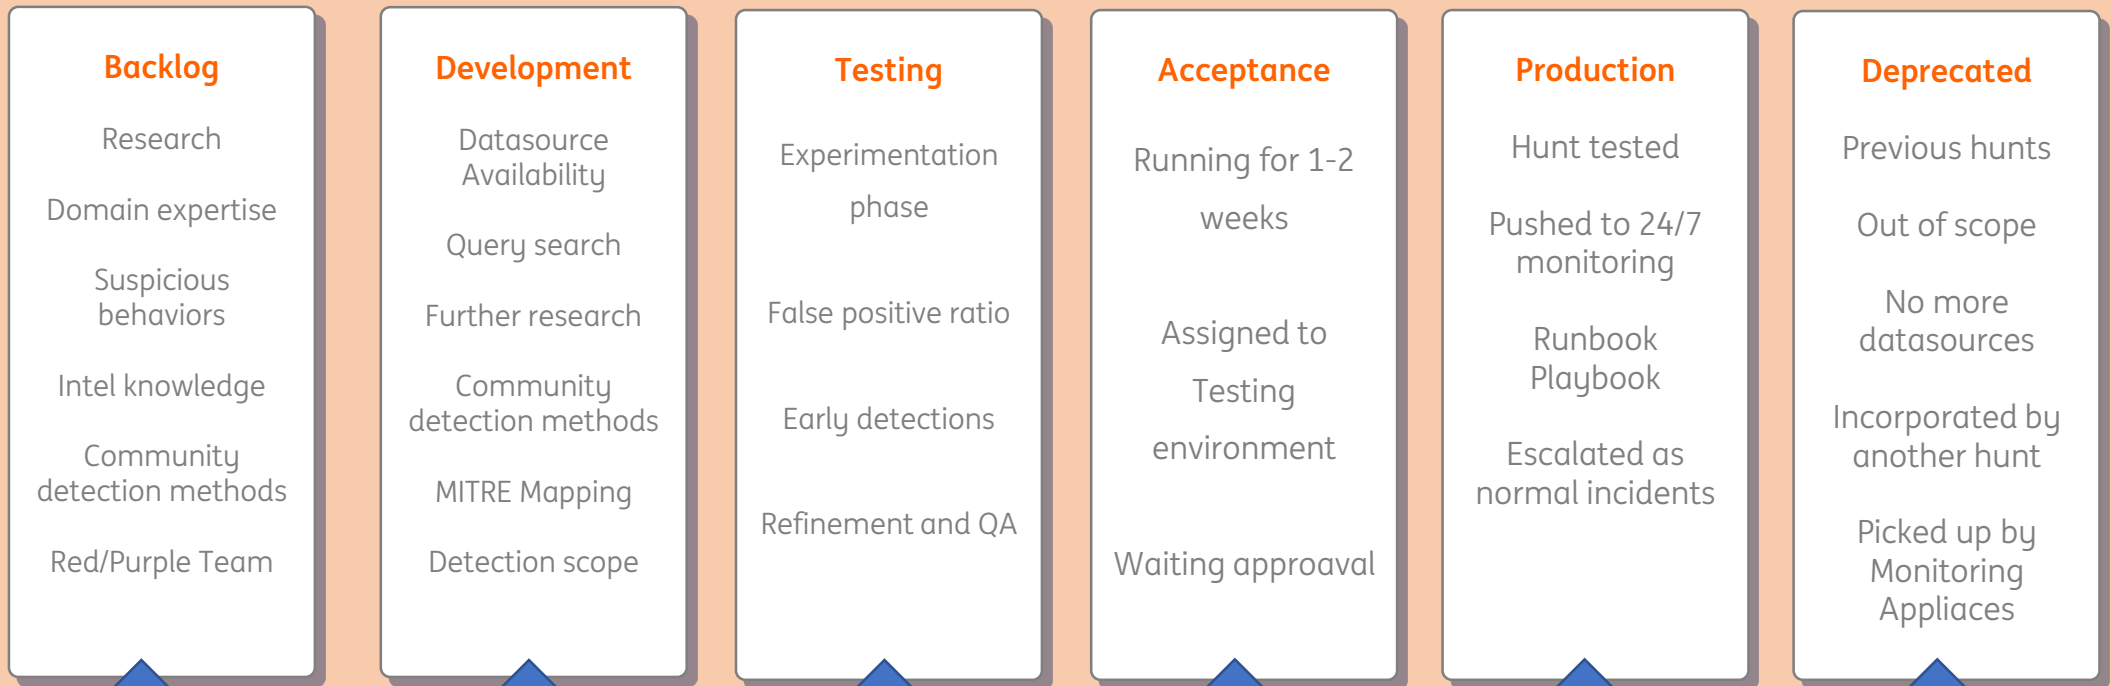 Backlog
Research
Domain expertise
Suspicious
behaviors
Intel knowledge
Community
detection methods
Red/Purple Team
Development
Datasource
Availability
Query search
Further research
Community
detection methods
MITRE Mapping
Detection scope
Testing
Experimentation
phase
False positive ratio
Early detections
Refinement and QA
Acceptance
Running for 1-2
weeks
Assigned to
Testing
environment
Waiting approaval
Production
Hunt tested
Pushed to 24/7
monitoring
Runbook
Playbook
Escalated as
normal incidents
Deprecated
Previous hunts
Out of scope
No more
datasources
Incorporated by
another hunt
Picked up by
Monitoring
Appliaces